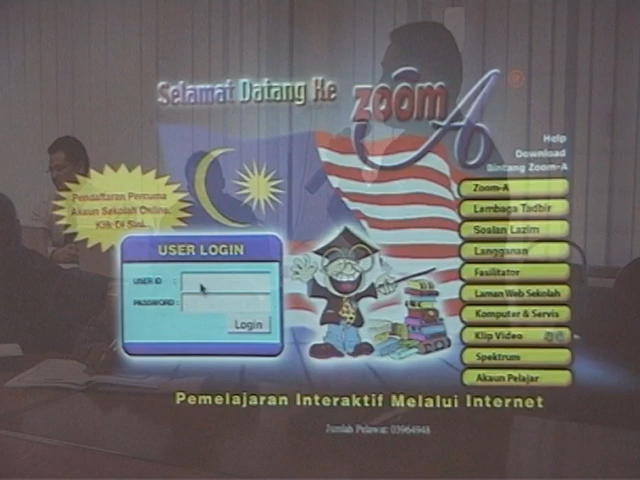 Selamat Datang Ke
zoom A
Help
Download
Bintang Zoom-A
Zoom-A
Lembaga Tadbir
Soalan Lazim
Langganan
Fasilitator
Laman Web Sekolah
Komputer & Servis
Klip Video
Spektrum
Akaun Pelajar
Pendaftaran Percuma
Akaun Sekolah Online.
Klik Di Sini.
USER LOGIN
USER ID :
PASSWORD :
Login
Pemelajaran Interaktif Melalui Internet
Jumlah Pelawat: 03964948